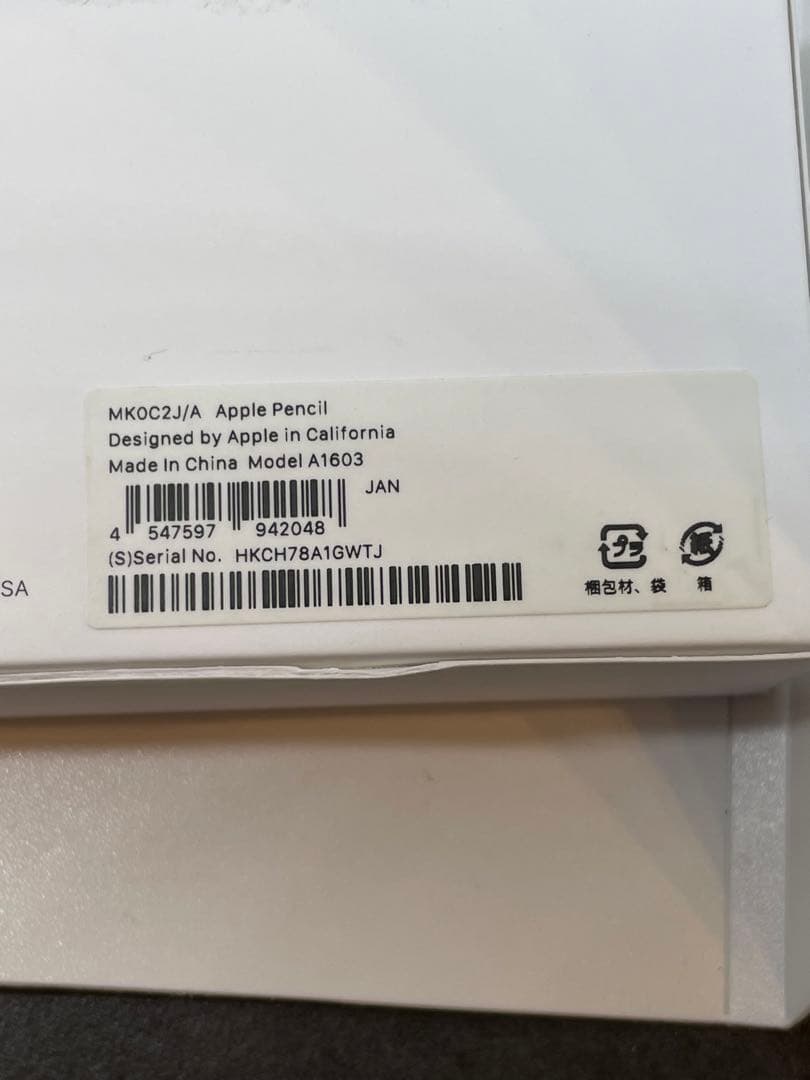 MK0C2J/A Apple Pencil
Designed by Apple in California
Made In China Model A1603
JAN
4 547597 942048
(S)Serial No. HKCH78A1GWTJ
プラ
紙
梱包材、袋
箱
SA